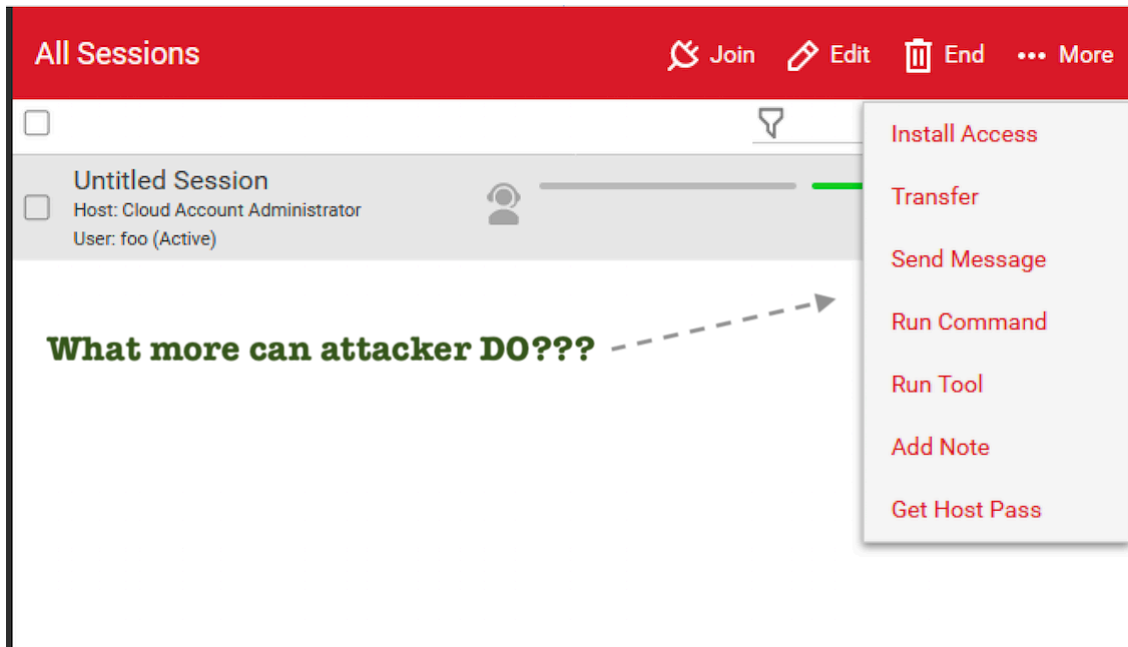 All Sessions
Join
Edit
End
More
Untitled Session
Host: Cloud Account Administrator
User: foo (Active)
Install Access
Transfer
Send Message
Run Command
Run Tool
Add Note
Get Host Pass
What more can attacker DO???